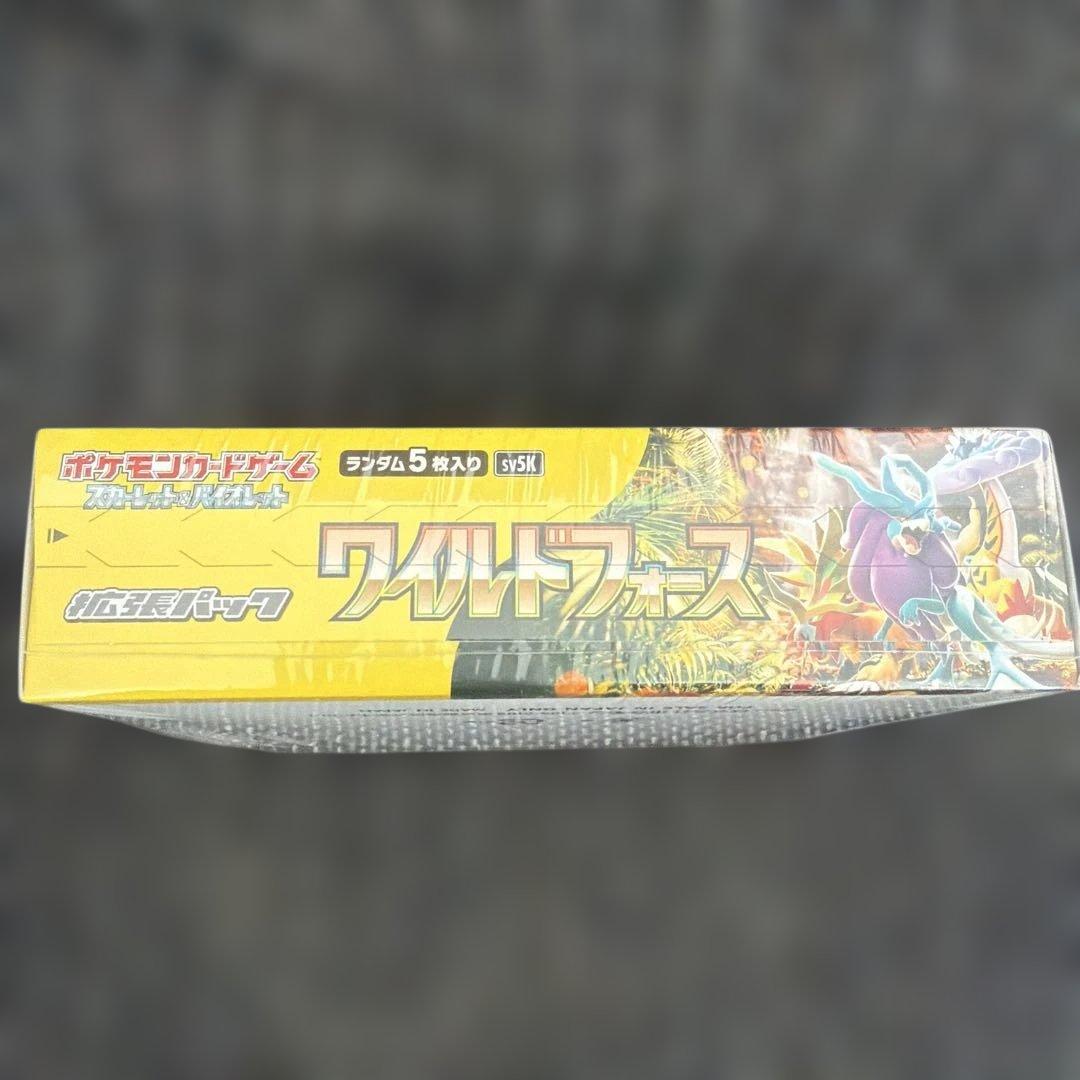 ポケモンカードゲーム
スカーレット&バイオレット
ランダム5枚入り
sv5K
ワイルドフォース
拡張パック